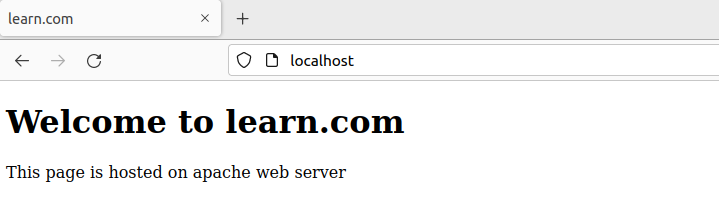 learn.com
localhost
Welcome to learn.com
This page is hosted on apache web server